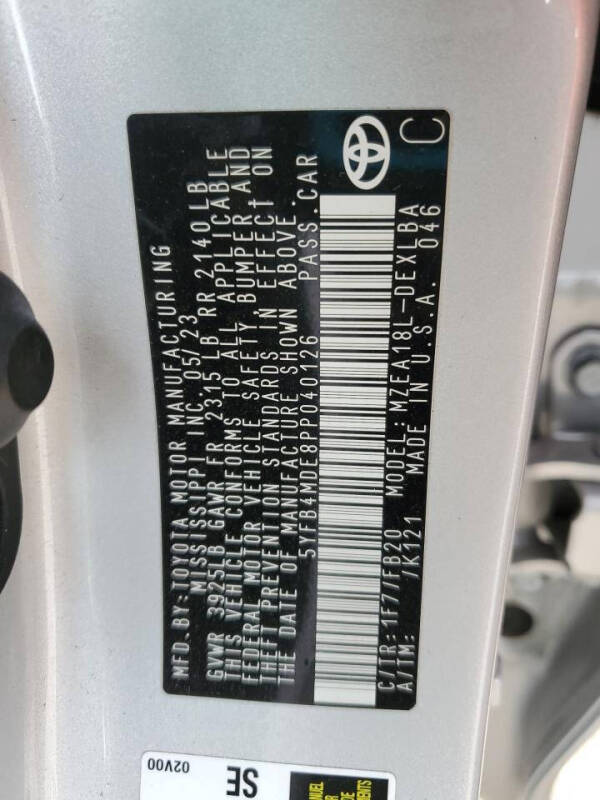 MFD.BY:TOYOTA MOTOR MANUFACTURING
MISSISSIPPI, INC.05/23
GVWR 3925LB GAWR FR 2315 LB RR 2140LB
THIS VEHICLE CONFORMS TO ALL APPLICABLE
FEDERAL MOTOR VEHICLE SAFETY,BUMPER,AND
THEFT PREVENTION STANDARDS IN EFFECT ON
THE DATE OF MANUFACTURE SHOWN ABOVE.
5YFB4MDE8PP040126 PASS.CAR
C/TR:1F7/FB20 MODEL:MZEA18L-DEXLBA
A/TM: /K121 MADE IN U.S.A. 046
C
02V00
SE